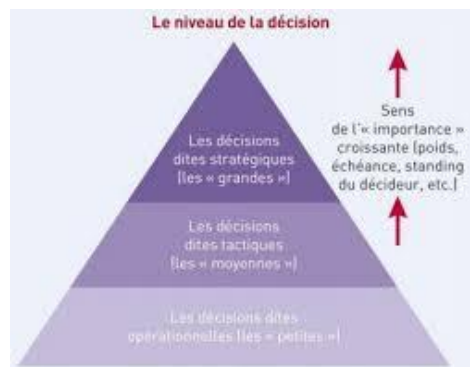 Le niveau de la décision
Les décisions
dites stratégiques
(les « grandes »)
Sens
de l'« importance »
croissante (poids,
échéance, standing
du décideur, etc.)
Les décisions
dites tactiques
(les « moyennes »)
Les décisions dites
opérationnelles (les « petites »)